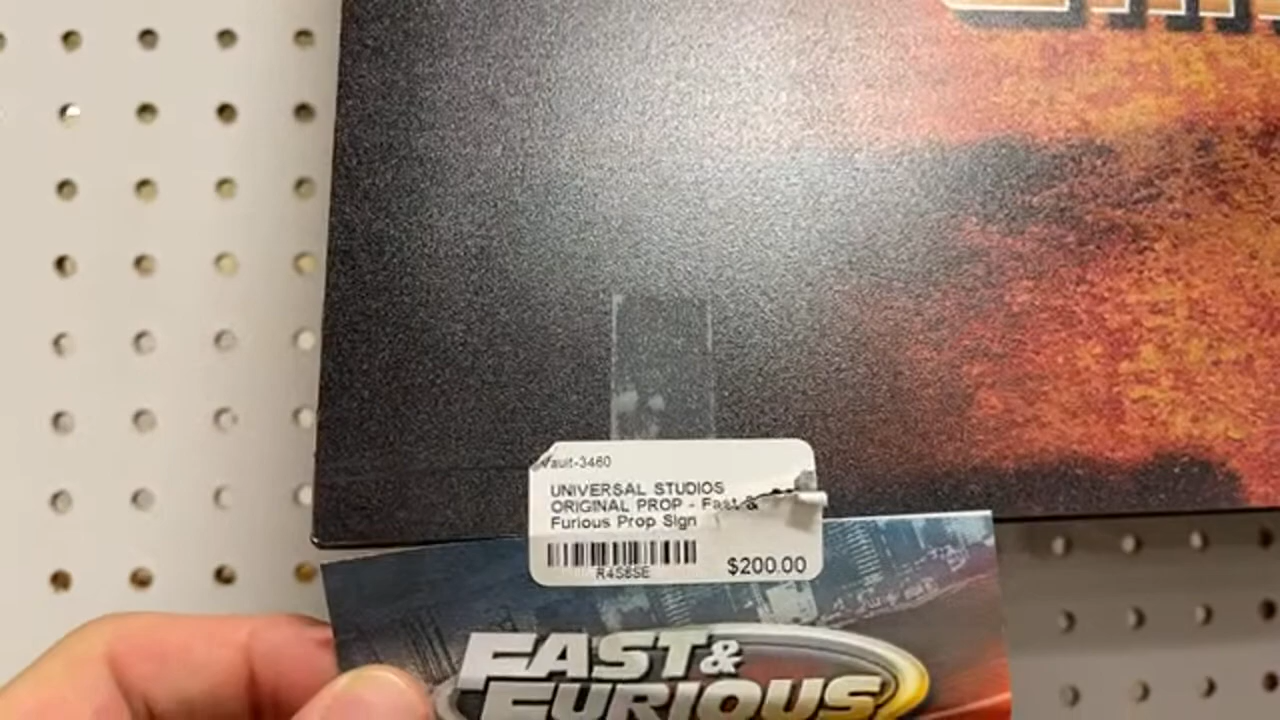 Vault-3460
UNIVERSAL STUDIOS
ORIGINAL PROP - Fast &
Furious Prop Sign
R4S8SE
$200.00
FAST &
FURIOUS